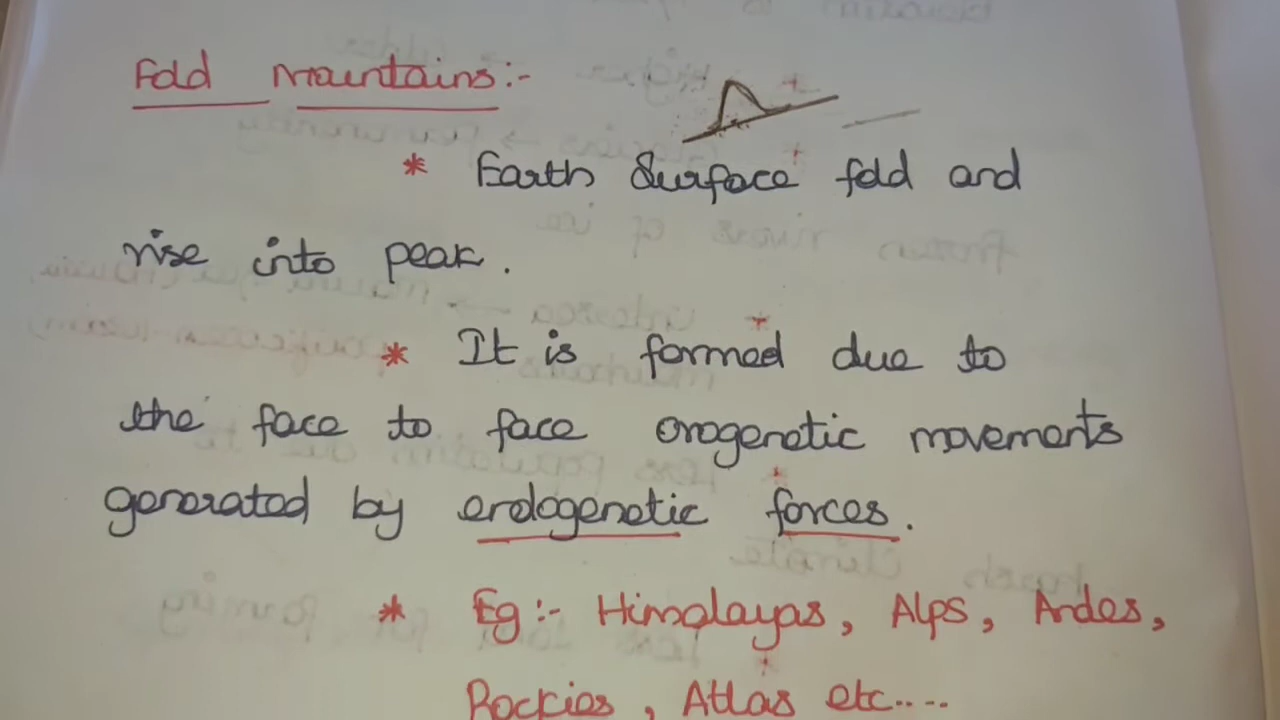 Fold Mountains:-
* Earth Surface fold and
rise into peak.
* It is formed due to
the face to face orogenetic movements
generated by endogenetic forces.
* Eg:- Himalayas, Alps, Andes,
Rockies, Atlas etc....